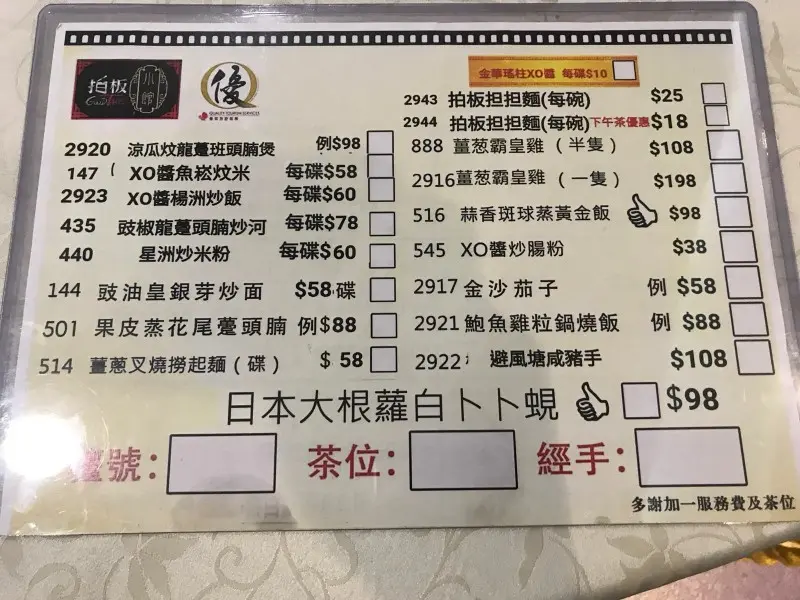 拍板
小館
優
QUALITY TOURISM SERVICES
金華瑤柱XO醬 每碟$10
2943 拍板担担麵(每碗) $25
2944 拍板担担麵(每碗)下午茶優惠 $18
2920 涼瓜炆龍躉班頭腩煲 例$98
147 XO醬魚崧炆米 每碟$58
2923 XO醬楊洲炒飯 每碟$60
435 豉椒龍躉頭腩炒河 每碟$78
440 星洲炒米粉 每碟$60
144 豉油皇銀芽炒面 $58碟
501 果皮蒸花尾躉頭腩 例$88
514 薑蔥叉燒撈起麵(碟) $58
888 薑葱霸皇雞(半隻) $108
2916 薑葱霸皇雞(一隻) $198
516 蒜香斑球蒸黃金飯 $98
545 XO醬炒腸粉 $38
2917 金沙茄子 例 $58
2921 鮑魚雞粒鍋燒飯 例 $88
2922 避風塘咸豬手 $108
日本大根蘿白卜卜蜆 $98
號: 茶位: 經手:
多謝加一服務費及茶位